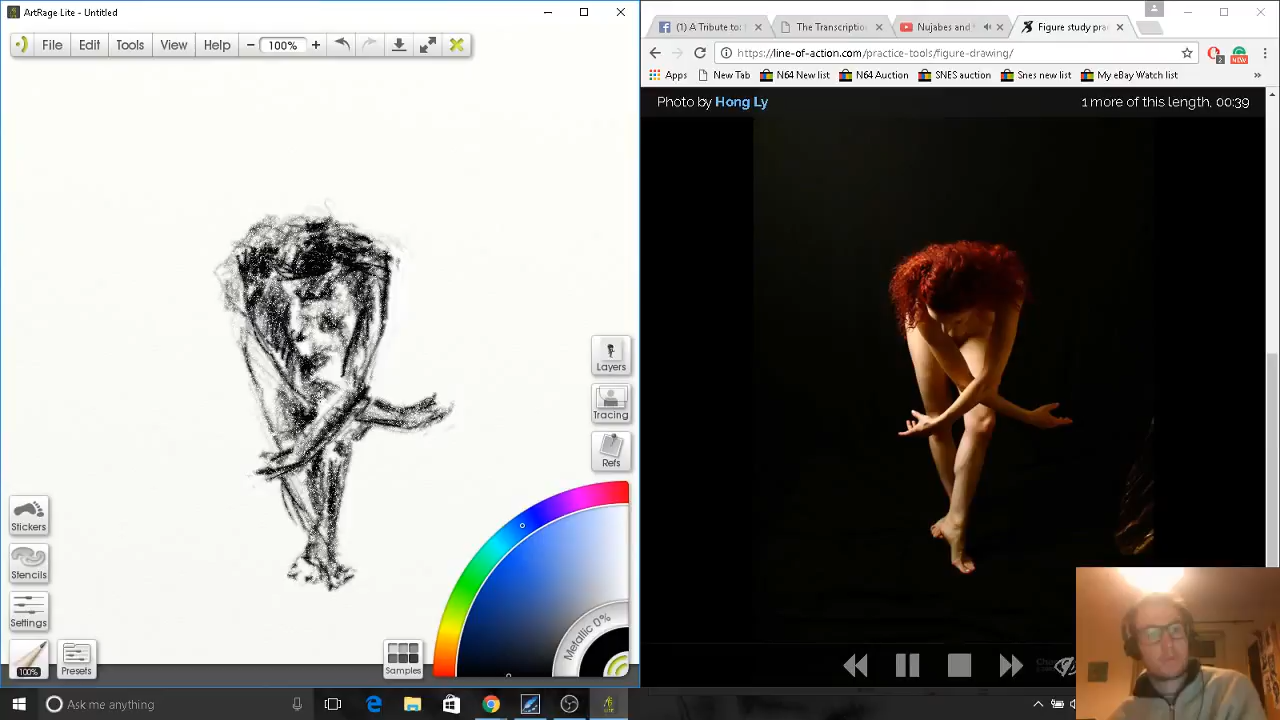 ArtRage Lite - Untitled
File Edit Tools View Help 100%
Layers
Tracing
Refs
Stickers
Stencils
Settings
100%
Presets
Samples
Metallic 0%
Ask me anything
(1) A Tribute to:
The Transcription
Nujabes and
Figure study pra
https://line-of-action.com/practice-tools/figure-drawing/
2
NEW
Apps New Tab N64 New list N64 Auction SNES auction Snes new list My eBay Watch list »
Photo by Hong Ly
1 more of this length, 00:39